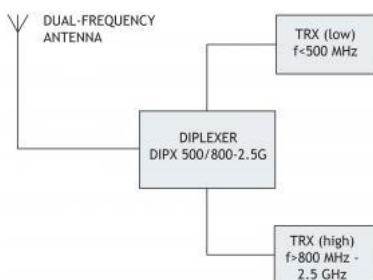 DUAL-FREQUENCY
ANTENNA
TRX (low)
f<500 MHz
DIPLEXER
DIPX 500/800-2.5G
TRX (high)
f>800 MHz -
2.5 GHz